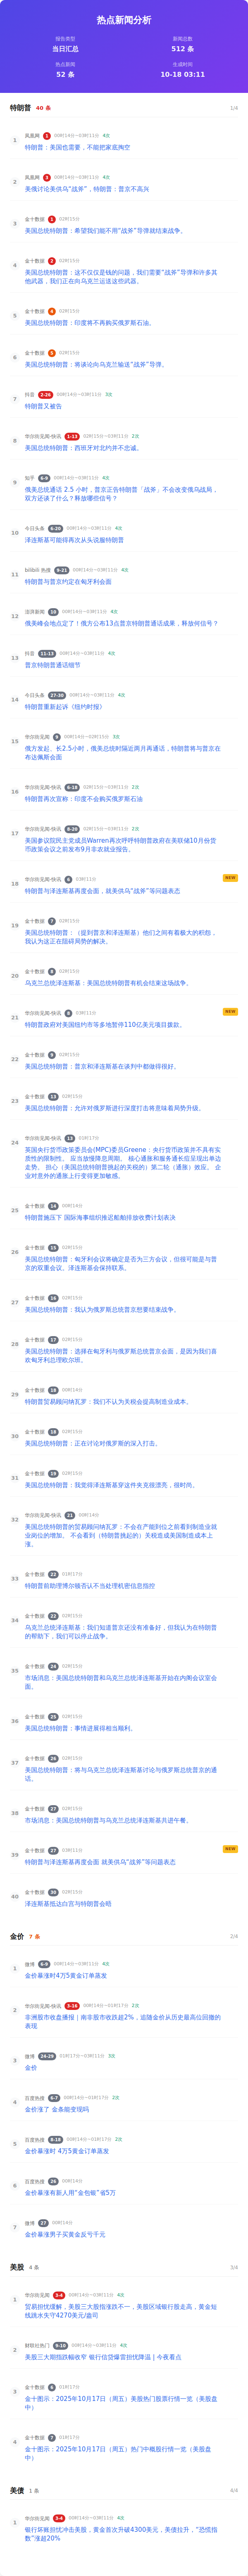 热点新闻分析
报告类型
当日汇总
新闻总数
512 条
热点新闻
52 条
生成时间
10-18 03:11
特朗普 40 条 1/4
1
凤凰网 1 00时14分~03时11分 4次
特朗普：美国也需要，不能把家底掏空
2
凤凰网 3 00时14分~03时11分 4次
美俄讨论美供乌“战斧”，特朗普：普京不高兴
3
金十数据 1 02时15分
美国总统特朗普：希望我们能不用“战斧”导弹就结束战争。
4
金十数据 2 02时15分
美国总统特朗普：这不仅仅是钱的问题，我们需要“战斧”导弹和许多其
他武器，我们正在向乌克兰运送这些武器。
5
金十数据 4 02时15分
美国总统特朗普：印度将不再购买俄罗斯石油。
6
金十数据 5 02时15分
美国总统特朗普：将谈论向乌克兰输送“战斧”导弹。
7
抖音 2-26 00时14分~03时11分 3次
特朗普又被告
8
华尔街见闻-快讯 1-13 02时15分~03时11分 2次
美国总统特朗普：西班牙对北约并不忠诚。
9
知乎 6-8 00时14分~03时11分 4次
俄美总统通话 2.5 小时，普京正告特朗普「战斧」不会改变俄乌战局，
双方还谈了什么？释放哪些信号？
10
今日头条 6-20 00时14分~03时11分 4次
泽连斯基可能得再次从头说服特朗普
11
bilibili 热搜 9-21 00时14分~03时11分 4次
特朗普与普京约定在匈牙利会面
12
澎湃新闻 10 00时14分~03时11分 4次
俄美峰会地点定了！俄方公布13点普京特朗普通话成果，释放何信号？
13
抖音 11-13 00时14分~03时11分 4次
普京特朗普通话细节
14
今日头条 27-30 00时14分~03时11分 4次
特朗普重新起诉《纽约时报》
15
华尔街见闻 9 00时14分~02时15分 3次
俄方发起、长2.5小时，俄美总统时隔近两月再通话，特朗普将与普京在
布达佩斯会面
16
华尔街见闻-快讯 6-18 02时15分~03时11分 2次
特朗普再次宣称：印度不会购买俄罗斯石油
17
华尔街见闻-快讯 8-20 02时15分~03时11分 2次
美国参议院民主党成员Warren再次呼呼特朗普政府在美联储10月份货
币政策会议之前发布9月非农就业报告。
18
华尔街见闻-快讯 6 03时11分 NEW
特朗普与泽连斯基再度会面，就美供乌“战斧”等问题表态
19
金十数据 7 02时15分
美国总统特朗普：（提到普京和泽连斯基）他们之间有着极大的积怨，
我认为这正在阻碍局势的解决。
20
金十数据 8 02时15分
乌克兰总统泽连斯基：美国总统特朗普有机会结束这场战争。
21
华尔街见闻-快讯 9 03时11分 NEW
特朗普政府对美国纽约市等多地暂停110亿美元项目拨款。
22
金十数据 9 02时15分
美国总统特朗普：普京和泽连斯基在谈判中都做得很好。
23
金十数据 13 02时15分
美国总统特朗普：允许对俄罗斯进行深度打击将意味着局势升级。
24
华尔街见闻-快讯 13 01时17分
英国央行货币政策委员会(MPC)委员Greene：央行货币政策并不具有实
质性的限制性。 应当放慢降息周期。 核心通胀和服务通长后呈现出单边
走势。 担心（美国总统特朗普挑起的关税的）第二轮（通胀）效应。 企
业对意外的通胀上行变得更加敏感。
25
金十数据 14 00时14分
特朗普施压下 国际海事组织推迟船舶排放收费计划表决
26
金十数据 15 02时15分
美国总统特朗普：匈牙利会议将确定是否为三方会议，但很可能是与普
京的双重会议。泽连斯基会保持联系。
27
金十数据 16 02时15分
美国总统特朗普：我认为俄罗斯总统普京想要结束战争。
28
金十数据 17 02时15分
美国总统特朗普：选择在匈牙利与俄罗斯总统普京会面，是因为我们喜
欢匈牙利总理欧尔班。
29
金十数据 18 00时14分
特朗普贸易顾问纳瓦罗：我们不认为关税会提高制造业成本。
30
金十数据 18 02时15分
美国总统特朗普：正在讨论对俄罗斯的深入打击。
31
金十数据 19 02时15分
美国总统特朗普：我觉得泽连斯基穿这件夹克很漂亮，很时尚。
32
华尔街见闻-快讯 21 00时14分
美国总统特朗普的贸易顾问纳瓦罗：不会在产能到位之前看到制造业就
业岗位的增加。 不会看到（特朗普挑起的）关税造成美国制造成本上
涨。
33
金十数据 22 01时17分
特朗普前助理博尔顿否认不当处理机密信息指控
34
金十数据 22 02时15分
乌克兰总统泽连斯基：我们知道普京还没有准备好，但我认为在特朗普
的帮助下，我们可以停止战争。
35
金十数据 24 02时15分
市场消息：美国总统特朗普和乌克兰总统泽连斯基开始在内阁会议室会
面。
36
金十数据 25 02时15分
美国总统特朗普：事情进展得相当顺利。
37
金十数据 26 02时15分
美国总统特朗普：将与乌克兰总统泽连斯基讨论与俄罗斯总统普京的通
话。
38
金十数据 27 02时15分
市场消息：美国总统特朗普与乌克兰总统泽连斯基共进午餐。
39
金十数据 27 03时11分 NEW
特朗普与泽连斯基再度会面 就美供乌“战斧”等问题表态
40
金十数据 30 02时15分
泽连斯基抵达白宫与特朗普会晤
金价 7 条 2/4
1
微博 6-9 00时14分~03时11分 4次
金价暴涨时4万5黄金订单蒸发
2
华尔街见闻-快讯 3-16 00时14分~01时17分 2次
非洲股市收盘播报｜南非股市收跌超2%，追随金价从历史最高位回撤的
表现
3
微博 24-29 01时17分~03时11分 3次
金价
4
百度热搜 6-7 00时14分~01时17分 2次
金价涨了 金条能变现吗
5
百度热搜 8-18 00时14分~01时17分 2次
金价暴涨时 4万5黄金订单蒸发
6
百度热搜 26 00时14分
金价暴涨有新人用“金包银”省5万
7
微博 27 00时14分
金价暴涨男子买黄金反亏千元
美股 4 条 3/4
1
华尔街见闻 3-4 00时14分~03时11分 4次
贸易担忧缓解，美股三大股指涨跌不一，美股区域银行股走高，黄金短
线跳水失守4270美元/盎司
2
财联社热门 9-10 00时14分~03时11分 4次
美股三大期指跌幅收窄 银行信贷爆雷担忧降温 | 今夜看点
3
金十数据 6 01时17分
金十图示：2025年10月17日（周五）美股热门股票行情一览（美股盘
中）
4
金十数据 7 01时17分
金十图示：2025年10月17日（周五）热门中概股行情一览（美股盘
中）
美债 1 条 4/4
1
华尔街见闻 3-4 00时14分~03时11分 4次
银行坏账担忧冲击美股，黄金首次升破4300美元，美债拉升，“恐慌指
数”涨超20%